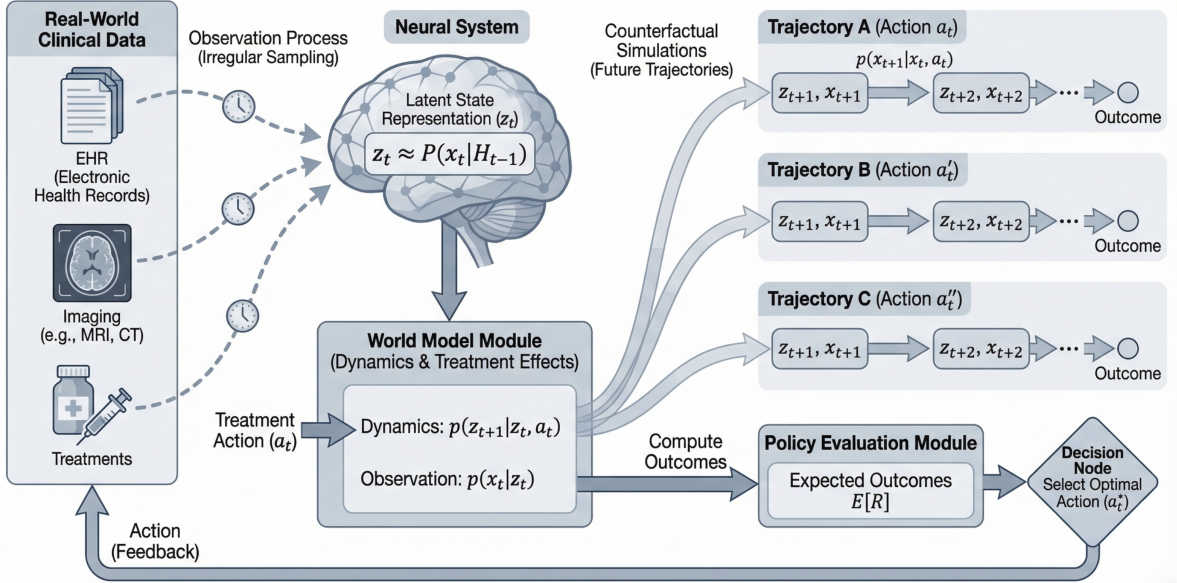 Real-World
Clinical Data
EHR
(Electronic
Health Records)
Imaging
(e.g., MRI, CT)
Treatments
Observation Process
(Irregular Sampling)
Neural System
Latent State
Representation (z_t)
z_t ≈ P(x_t|H_{t−1})
World Model Module
(Dynamics & Treatment Effects)
Treatment
Action (a_t)
Dynamics: p(z_{t+1}|z_t, a_t)
Observation: p(x_t|z_t)
Counterfactual
Simulations
(Future Trajectories)
Trajectory A (Action a_t)
p(x_{t+1}|x_t, a_t)
z_{t+1}, x_{t+1}
z_{t+2}, x_{t+2}
...
Outcome
Trajectory B (Action a′_t)
z_{t+1}, x_{t+1}
z_{t+2}, x_{t+2}
...
Outcome
Trajectory C (Action a″_t)
z_{t+1}, x_{t+1}
z_{t+2}, x_{t+2}
...
Outcome
Compute
Outcomes
Policy Evaluation Module
Expected Outcomes
E[R]
Decision
Node
Select Optimal
Action (a*_t)
Action
(Feedback)